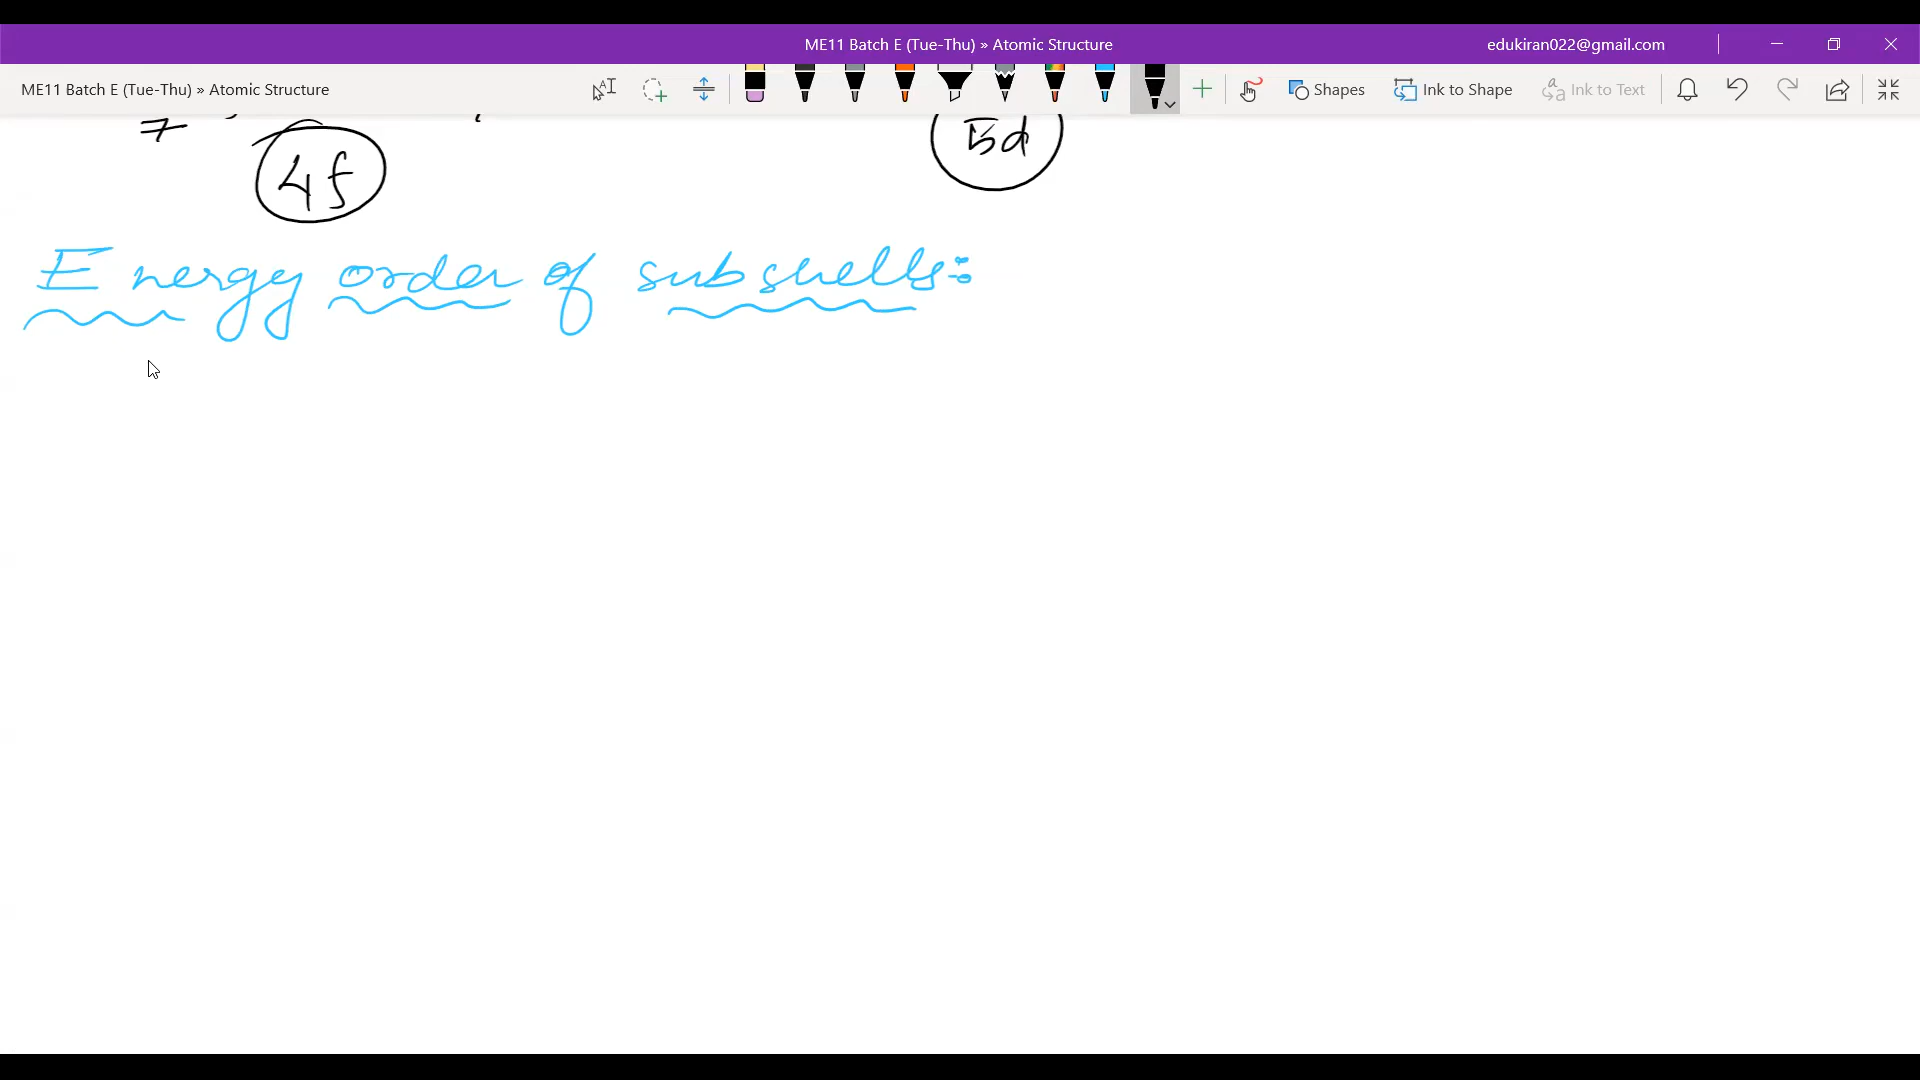 ME11 Batch E (Tue-Thu) » Atomic Structure
edukiran022@gmail.com
ME11 Batch E (Tue-Thu) » Atomic Structure
Shapes
Ink to Shape
Ink to Text
7
5d
4f
Energy order of subshells: